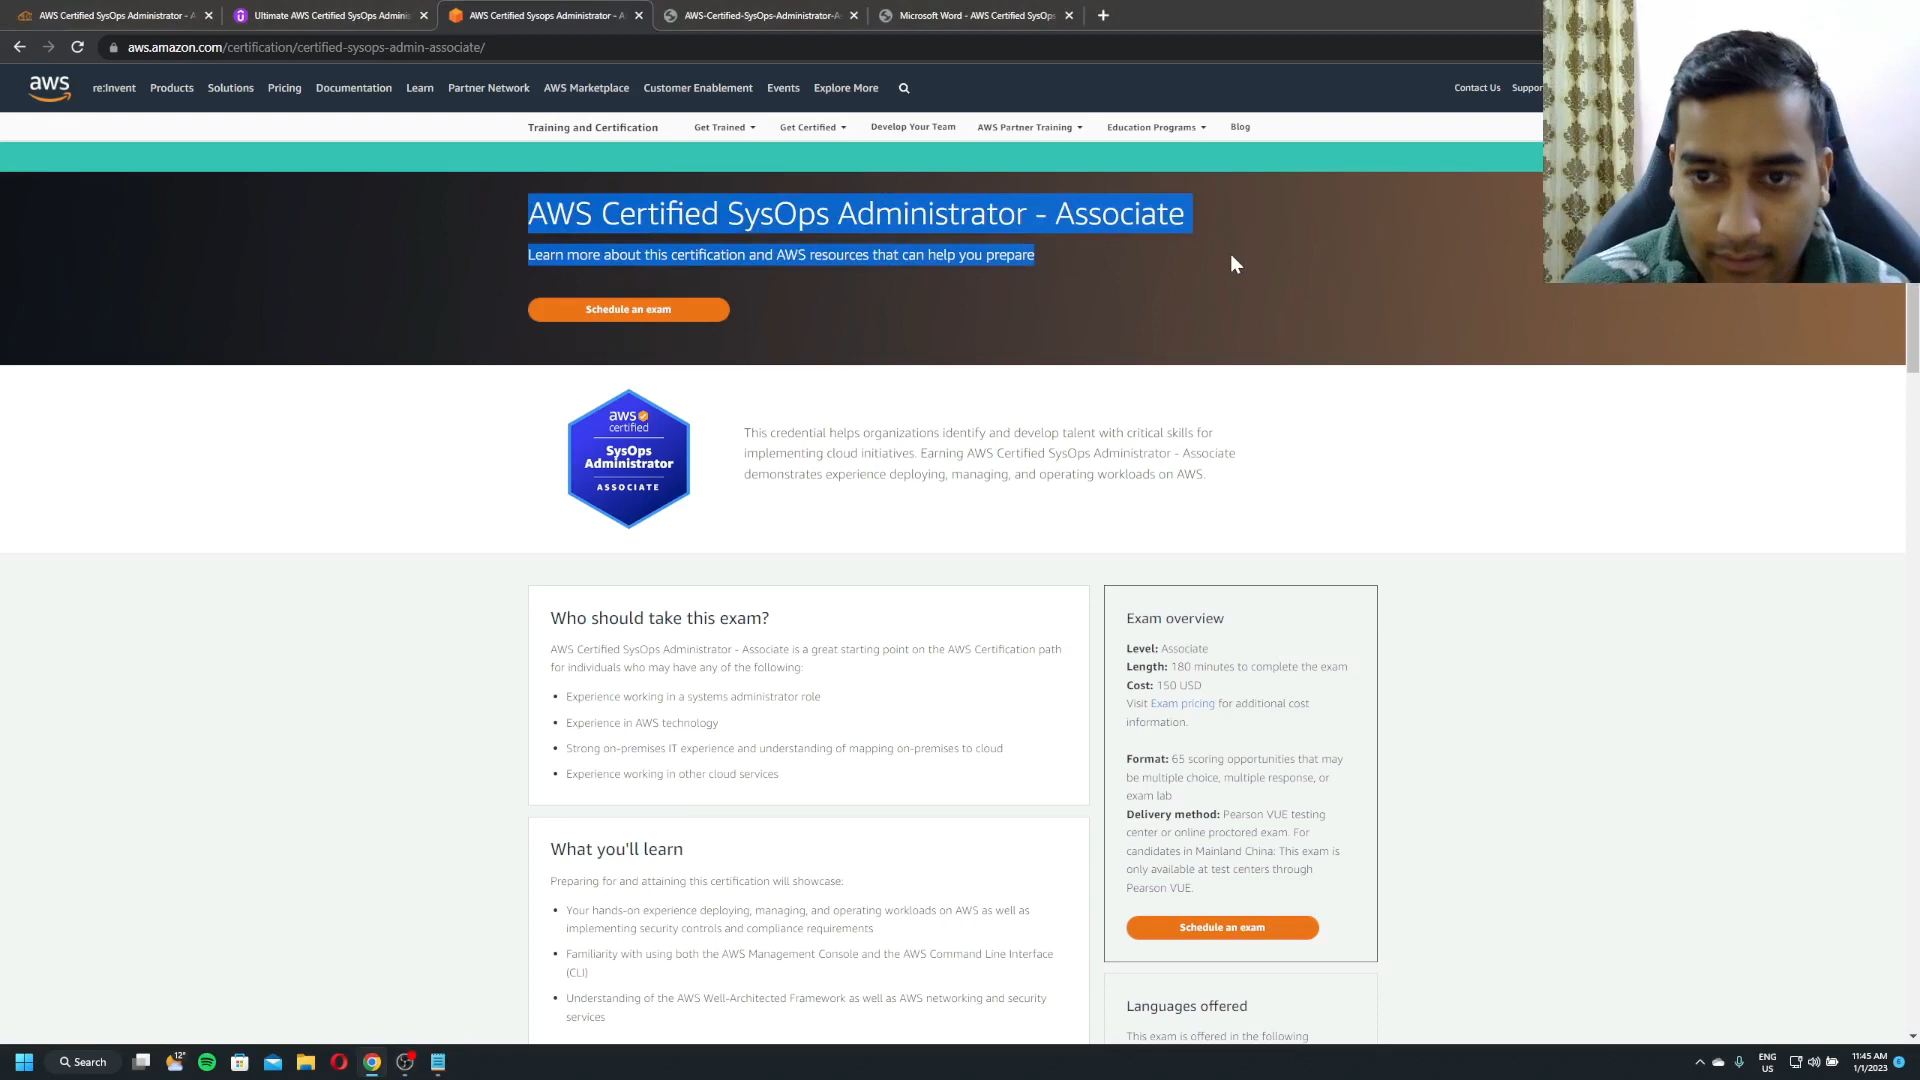 AWS Certified SysOps Administrator - A
Ultimate AWS Certified SysOps Adminis
AWS Certified Sysops Administrator - A
AWS-Certified-SysOps-Administrator-A
Microsoft Word - AWS Certified SysOps
aws.amazon.com/certification/certified-sysops-admin-associate/
aws
re:Invent Products Solutions Pricing Documentation Learn Partner Network AWS Marketplace Customer Enablement Events Explore More
Contact Us Suppor
Training and Certification Get Trained Get Certified Develop Your Team AWS Partner Training Education Programs Blog
AWS Certified SysOps Administrator - Associate
Learn more about this certification and AWS resources that can help you prepare
Schedule an exam
aws
certified
SysOps
Administrator
ASSOCIATE
This credential helps organizations identify and develop talent with critical skills for
implementing cloud initiatives. Earning AWS Certified SysOps Administrator - Associate
demonstrates experience deploying, managing, and operating workloads on AWS.
Who should take this exam?
AWS Certified SysOps Administrator - Associate is a great starting point on the AWS Certification path
for individuals who may have any of the following:
• Experience working in a systems administrator role
• Experience in AWS technology
• Strong on-premises IT experience and understanding of mapping on-premises to cloud
• Experience working in other cloud services
What you'll learn
Preparing for and attaining this certification will showcase:
• Your hands-on experience deploying, managing, and operating workloads on AWS as well as
implementing security controls and compliance requirements
• Familiarity with using both the AWS Management Console and the AWS Command Line Interface
(CLI)
• Understanding of the AWS Well-Architected Framework as well as AWS networking and security
services
Exam overview
Level: Associate
Length: 180 minutes to complete the exam
Cost: 150 USD
Visit Exam pricing for additional cost
information.
Format: 65 scoring opportunities that may
be multiple choice, multiple response, or
exam lab
Delivery method: Pearson VUE testing
center or online proctored exam. For
candidates in Mainland China: This exam is
only available at test centers through
Pearson VUE.
Schedule an exam
Languages offered
This exam is offered in the following
Search
12°
ENG
US
11:45 AM
1/1/2023